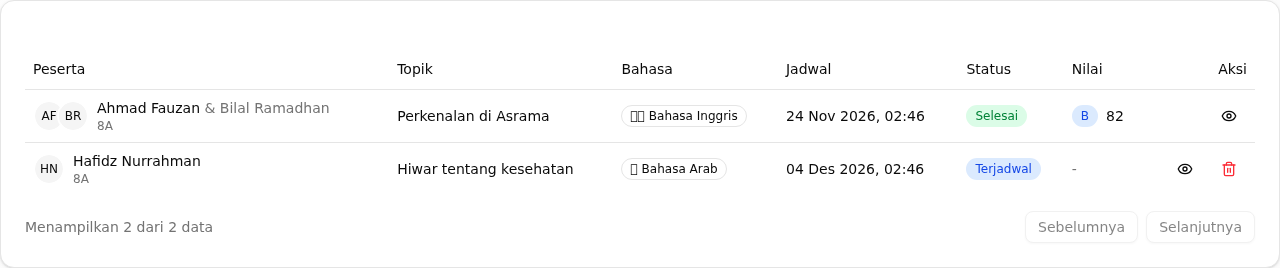 Peserta Topik Bahasa Jadwal Status Nilai Aksi
AF BR Ahmad Fauzan & Bilal Ramadhan Perkenalan di Asrama Bahasa Inggris 24 Nov 2026, 02:46 Selesai B 82
8A
HN Hafidz Nurrahman Hiwar tentang kesehatan Bahasa Arab 04 Des 2026, 02:46 Terjadwal -
8A
Menampilkan 2 dari 2 data Sebelumnya Selanjutnya